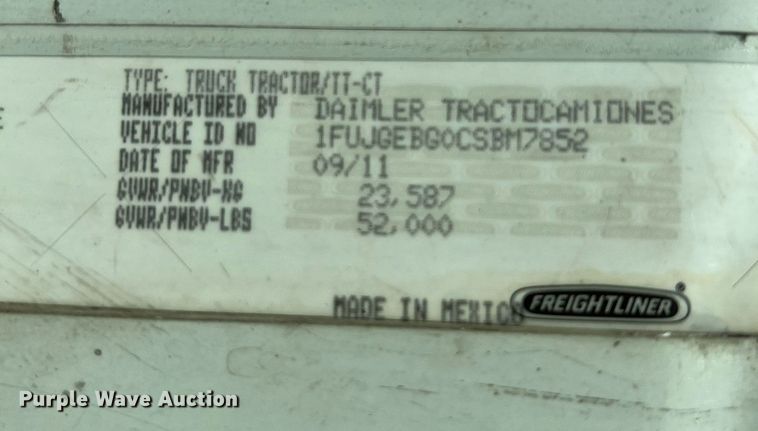 TYPE: TRUCK TRACTOR/TT-CT
MANUFACTURED BY DAIMLER TRACTOCAMIONES
VEHICLE ID NO 1FUJGEBG0CSBM7852
DATE OF MFR 09/11
GVWR/PNBV-KG 23,587
GVWR/PNBV-LBS 52,000
MADE IN MEXICO FREIGHTLINER
Purple Wave Auction